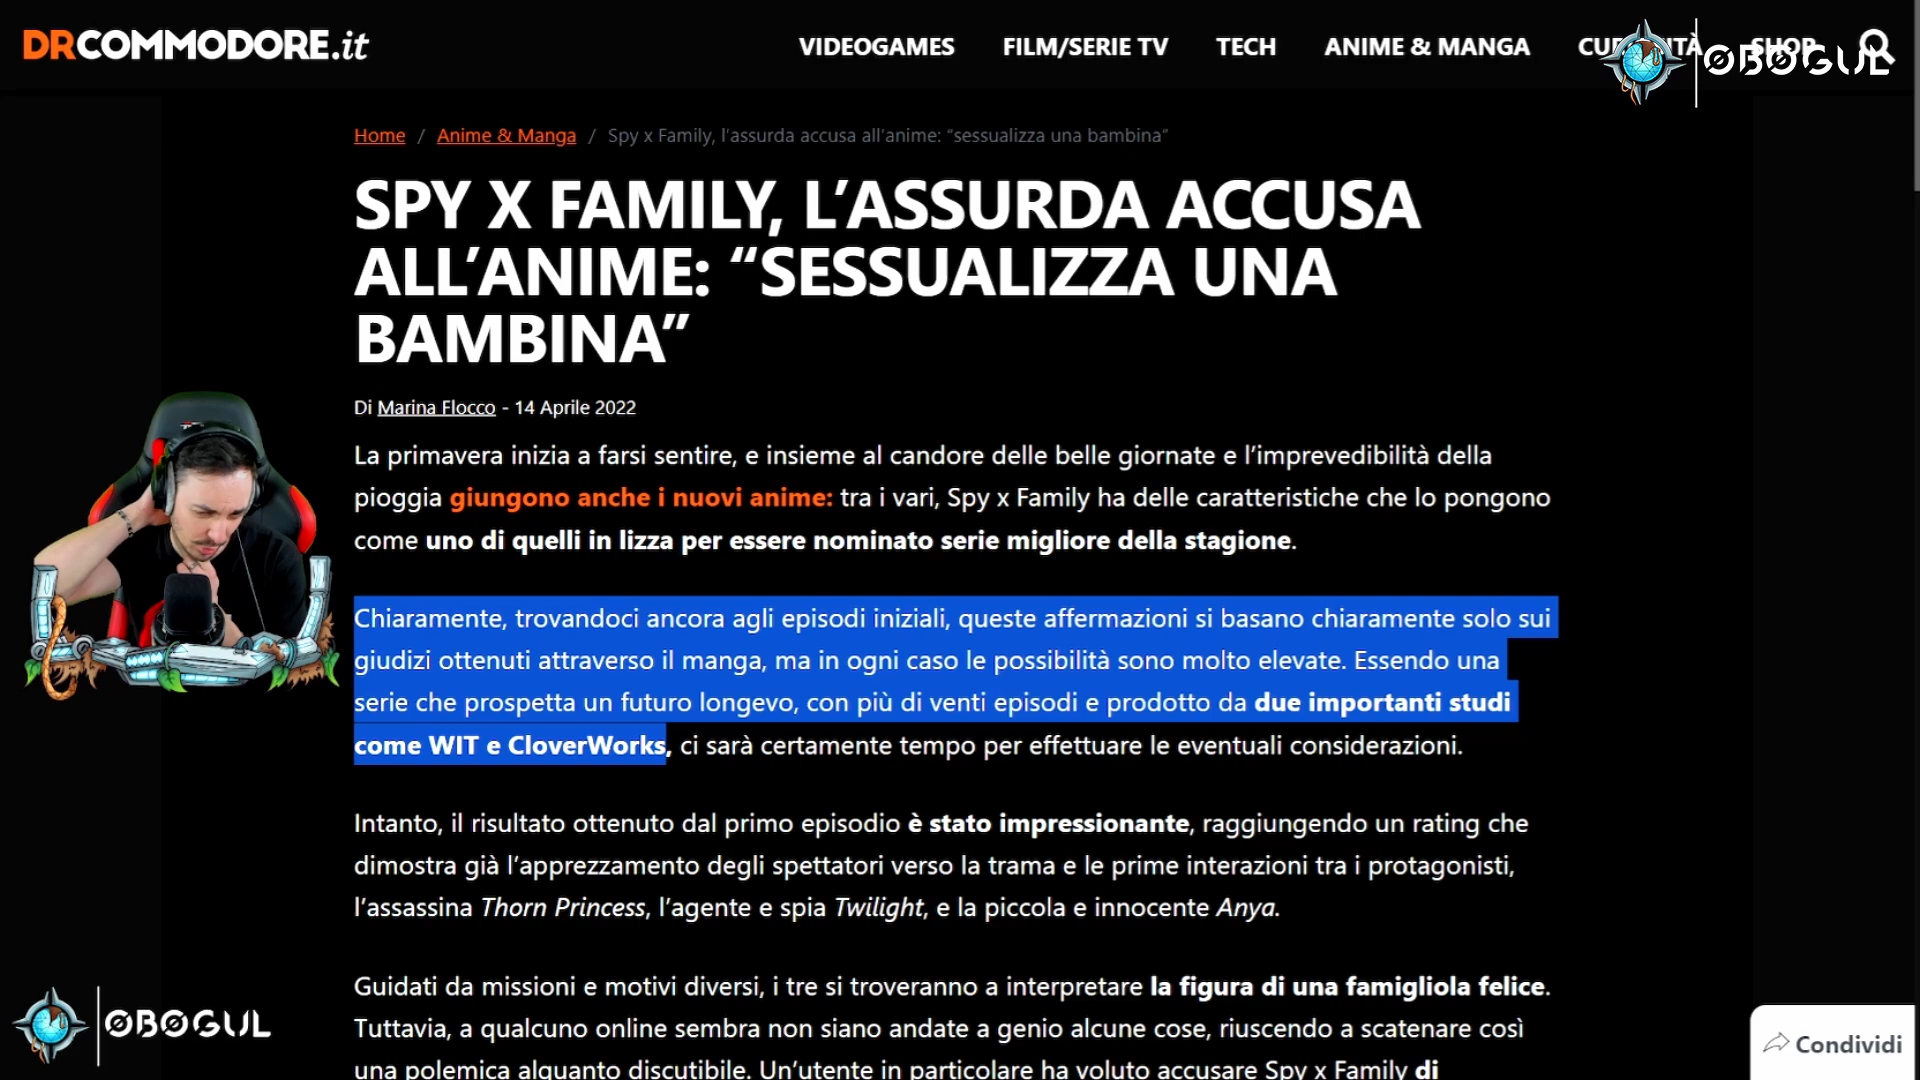 DRCOMMODORE.it
VIDEOGAMES FILM/SERIE TV TECH ANIME & MANGA SHOP
ØBØGUL
Home / Anime & Manga / Spy x Family, l’assurda accusa all’anime: “sessualizza una bambina”
SPY X FAMILY, L’ASSURDA ACCUSA
ALL’ANIME: “SESSUALIZZA UNA
BAMBINA”
Di Marina Flocco - 14 Aprile 2022
La primavera inizia a farsi sentire, e insieme al candore delle belle giornate e l’imprevedibilità della
pioggia giungono anche i nuovi anime: tra i vari, Spy x Family ha delle caratteristiche che lo pongono
come uno di quelli in lizza per essere nominato serie migliore della stagione.
Chiaramente, trovandoci ancora agli episodi iniziali, queste affermazioni si basano chiaramente solo sui
giudizi ottenuti attraverso il manga, ma in ogni caso le possibilità sono molto elevate. Essendo una
serie che prospetta un futuro longevo, con più di venti episodi e prodotto da due importanti studi
come WIT e CloverWorks, ci sarà certamente tempo per effettuare le eventuali considerazioni.
Intanto, il risultato ottenuto dal primo episodio è stato impressionante, raggiungendo un rating che
dimostra già l’apprezzamento degli spettatori verso la trama e le prime interazioni tra i protagonisti,
l’assassina Thorn Princess, l’agente e spia Twilight, e la piccola e innocente Anya.
Guidati da missioni e motivi diversi, i tre si troveranno a interpretare la figura di una famigliola felice.
Tuttavia, a qualcuno online sembra non siano andate a genio alcune cose, riuscendo a scatenare così
una polemica alquanto discutibile. Un’utente in particolare ha voluto accusare Spy x Family di
ØBØGUL
Condividi